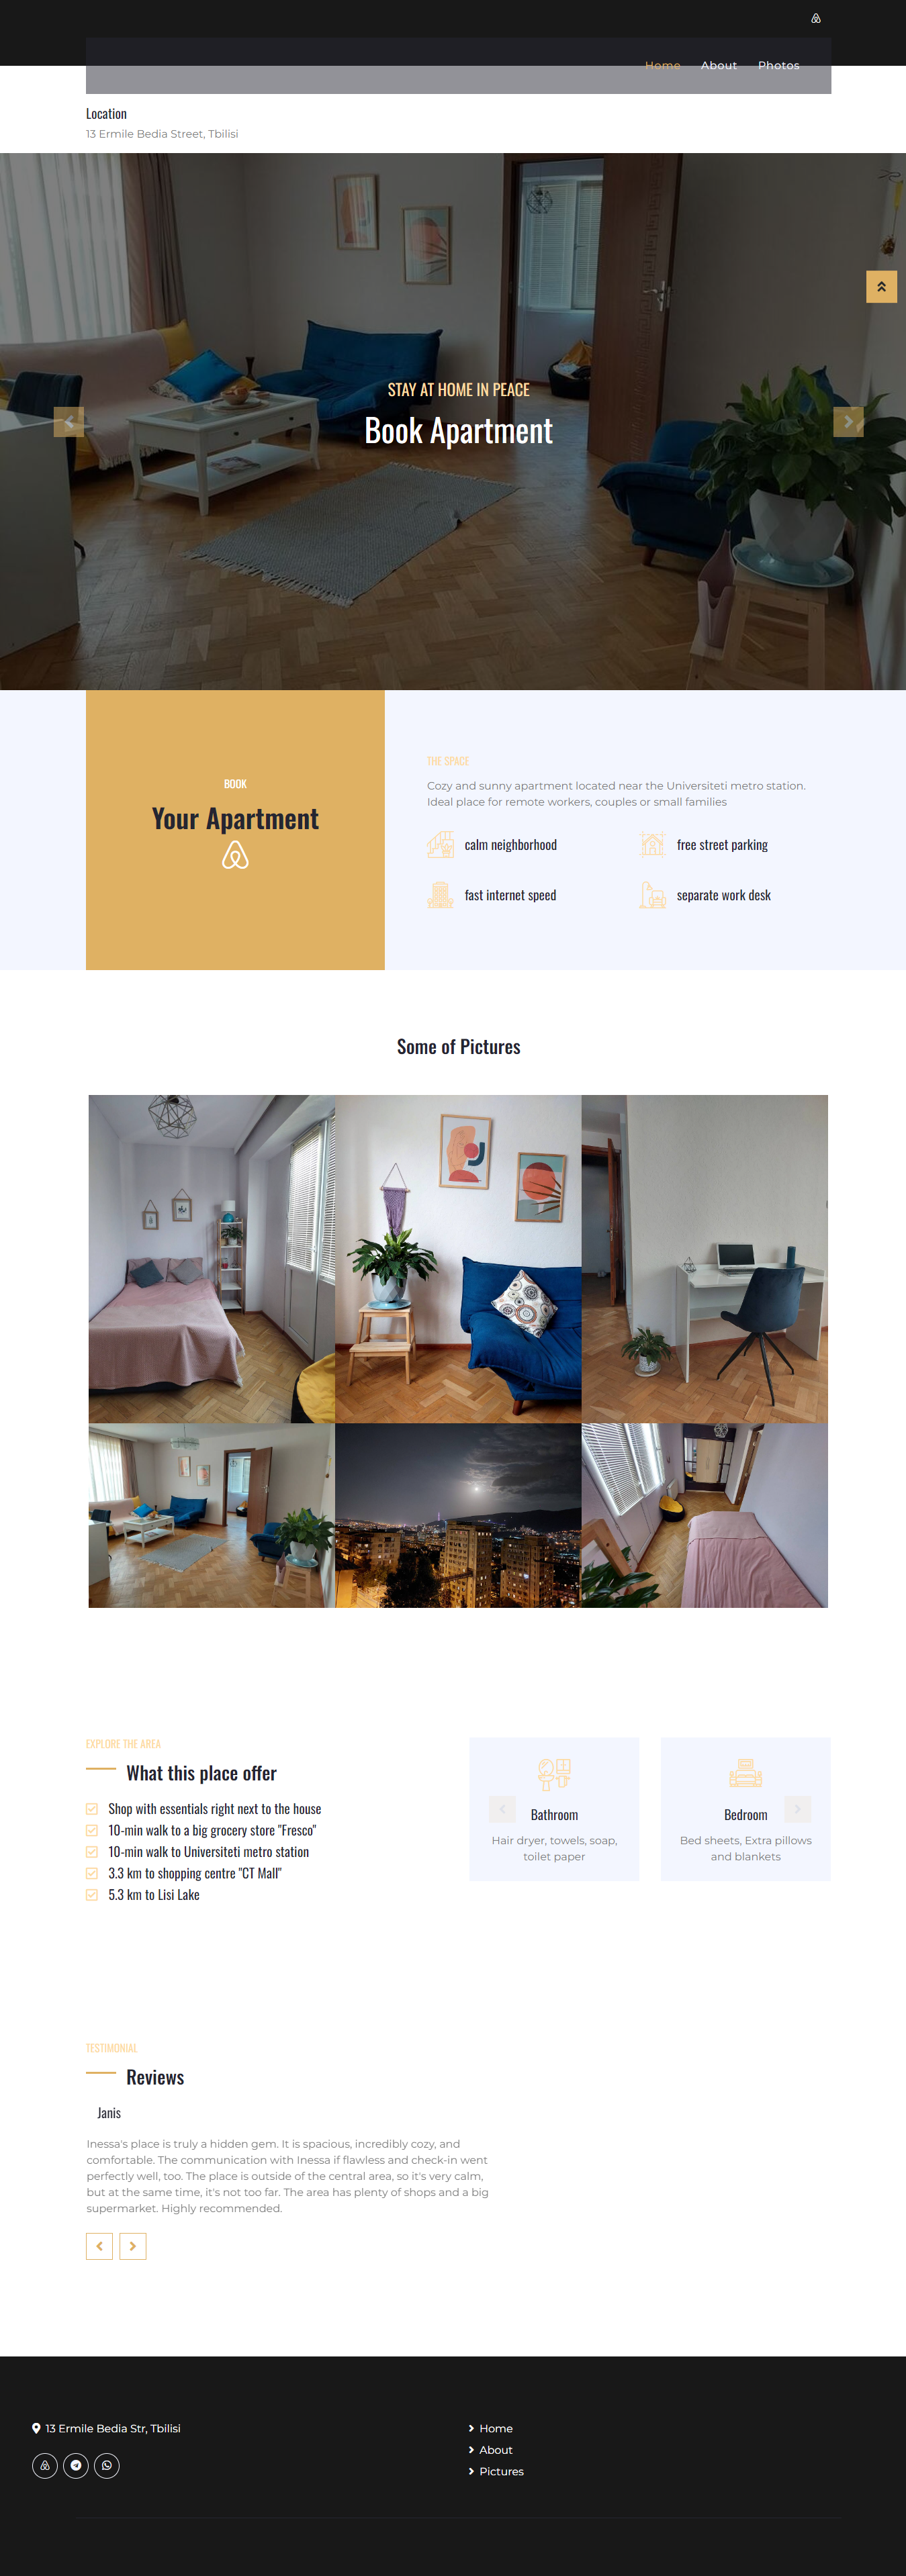 Home About Photos
Location
13 Ermile Bedia Street, Tbilisi
STAY AT HOME IN PEACE
Book Apartment
BOOK
Your Apartment
THE SPACE
Cozy and sunny apartment located near the Universiteti metro station.
Ideal place for remote workers, couples or small families
calm neighborhood
free street parking
fast internet speed
separate work desk
Some of Pictures
EXPLORE THE AREA
What this place offer
Shop with essentials right next to the house
10-min walk to a big grocery store "Fresco"
10-min walk to Universiteti metro station
3.3 km to shopping centre "CT Mall"
5.3 km to Lisi Lake
Bathroom
Hair dryer, towels, soap,
toilet paper
Bedroom
Bed sheets, Extra pillows
and blankets
TESTIMONIAL
Reviews
Janis
Inessa's place is truly a hidden gem. It is spacious, incredibly cozy, and
comfortable. The communication with Inessa if flawless and check-in went
perfectly well, too. The place is outside of the central area, so it's very calm,
but at the same time, it's not too far. The area has plenty of shops and a big
supermarket. Highly recommended.
13 Ermile Bedia Str, Tbilisi
Home
About
Pictures